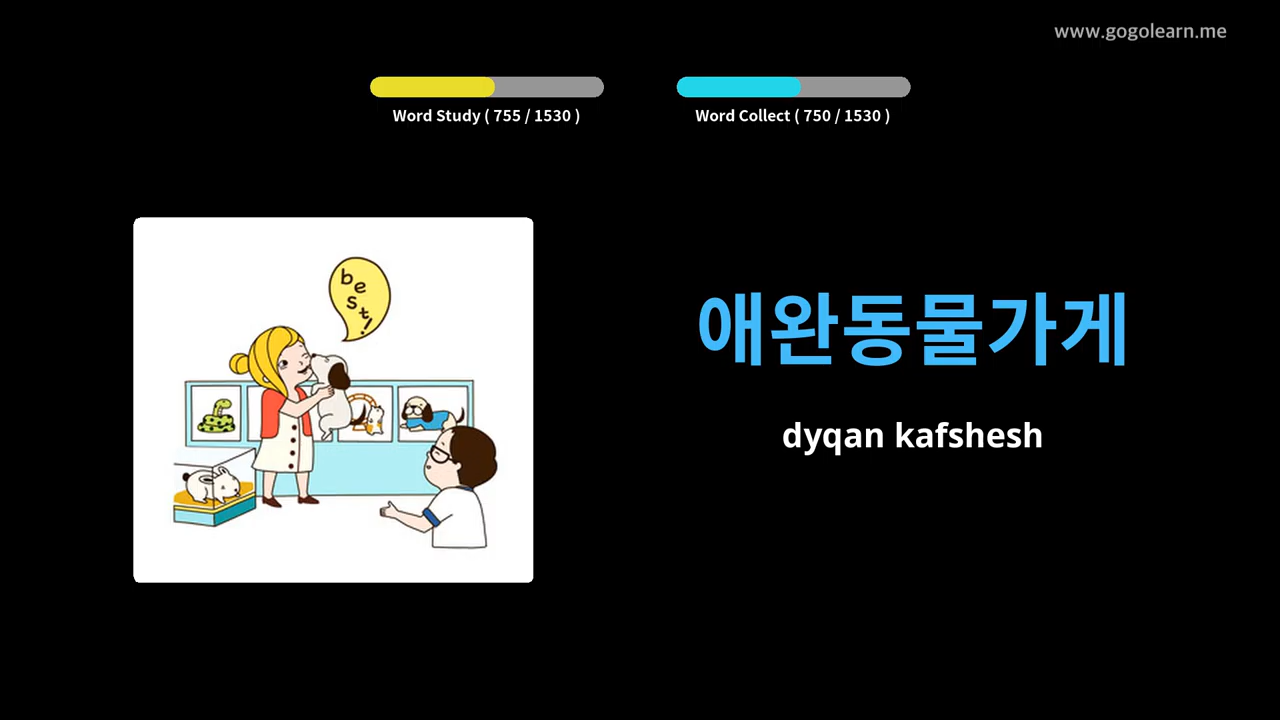 www.gogolearn.me
Word Study ( 755 / 1530 )
Word Collect ( 750 / 1530 )
best!
애완동물가게
dyqan kafshesh